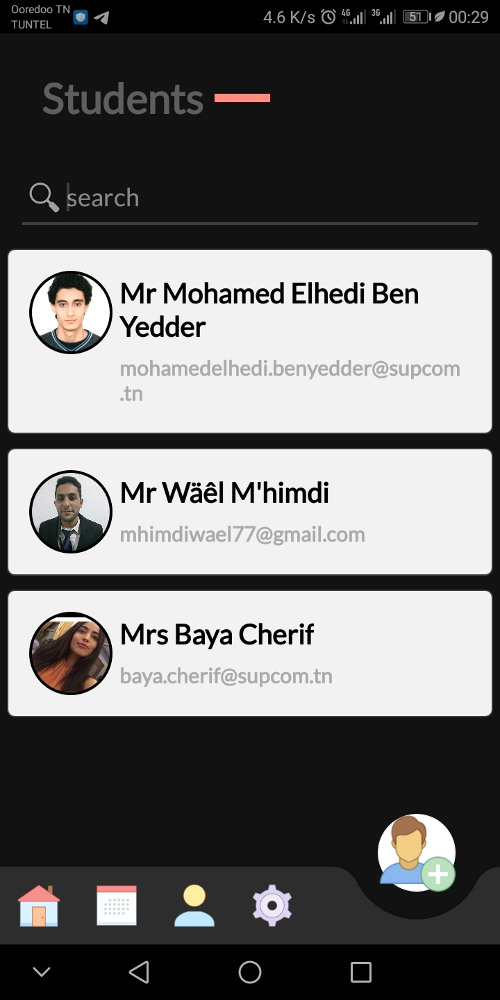 Ooredoo TN
TUNTEL
4.6 K/s 4G 3G 51 00:29
Students
search
Mr Mohamed Elhedi Ben
Yedder
mohamedelhedi.benyedder@supcom
.tn
Mr Wäêl M'himdi
mhimdiwael77@gmail.com
Mrs Baya Cherif
baya.cherif@supcom.tn